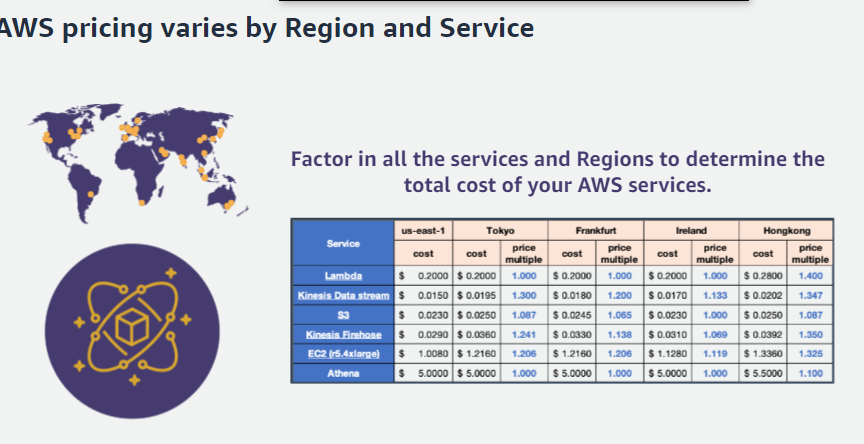 AWS pricing varies by Region and Service
Factor in all the services and Regions to determine the
total cost of your AWS services.
Service us-east-1 Tokyo Frankfurt Ireland Hongkong
cost cost price multiple cost price multiple cost price multiple cost price multiple
Lambda $ 0.2000 $ 0.2000 1.000 $ 0.2000 1.000 $ 0.2000 1.000 $ 0.2800 1.400
Kinesis Data stream $ 0.0150 $ 0.0195 1.300 $ 0.0180 1.200 $ 0.0170 1.133 $ 0.0202 1.347
S3 $ 0.0230 $ 0.0250 1.087 $ 0.0245 1.065 $ 0.0230 1.000 $ 0.0250 1.087
Kinesis Firehose $ 0.0290 $ 0.0360 1.241 $ 0.0330 1.138 $ 0.0310 1.069 $ 0.0392 1.350
EC2 (r5.4xlarge) $ 1.0080 $ 1.2160 1.206 $ 1.2160 1.206 $ 1.1280 1.119 $ 1.3360 1.325
Athena $ 5.0000 $ 5.0000 1.000 $ 5.0000 1.000 $ 5.0000 1.000 $ 5.5000 1.100